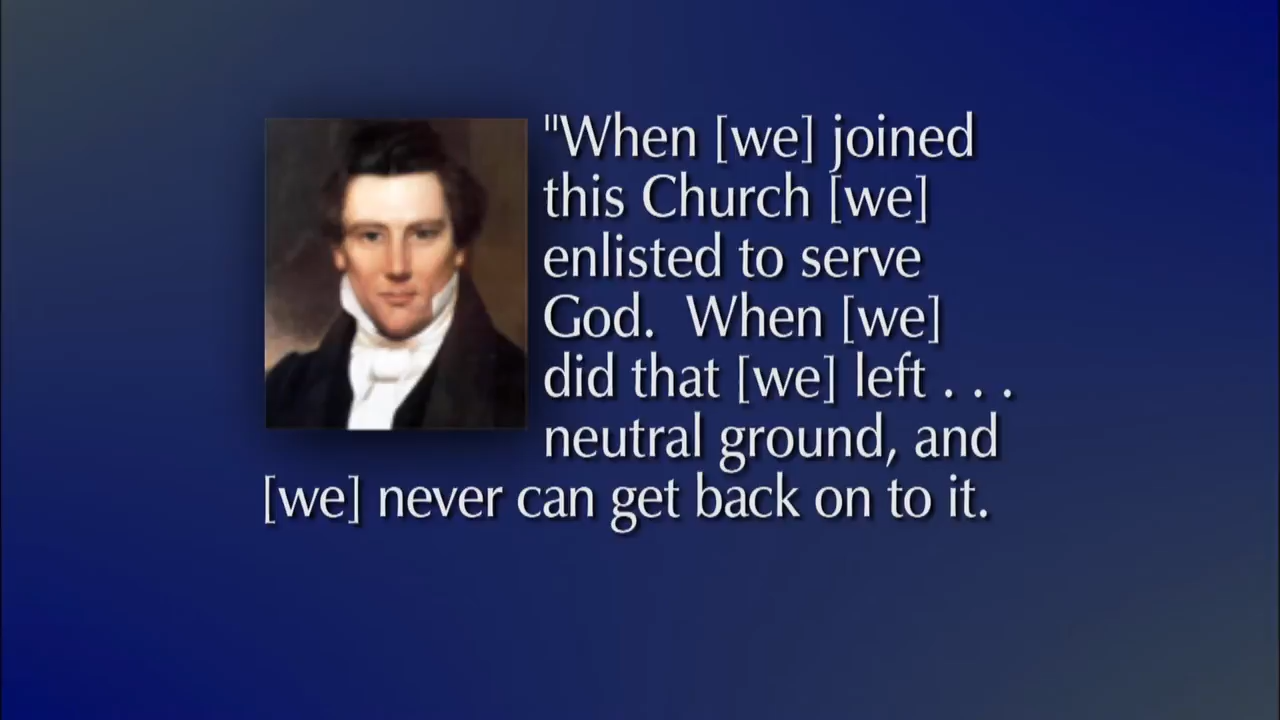 "When [we] joined
this Church [we]
enlisted to serve
God.  When [we]
did that [we] left . . .
neutral ground, and
[we] never can get back on to it.